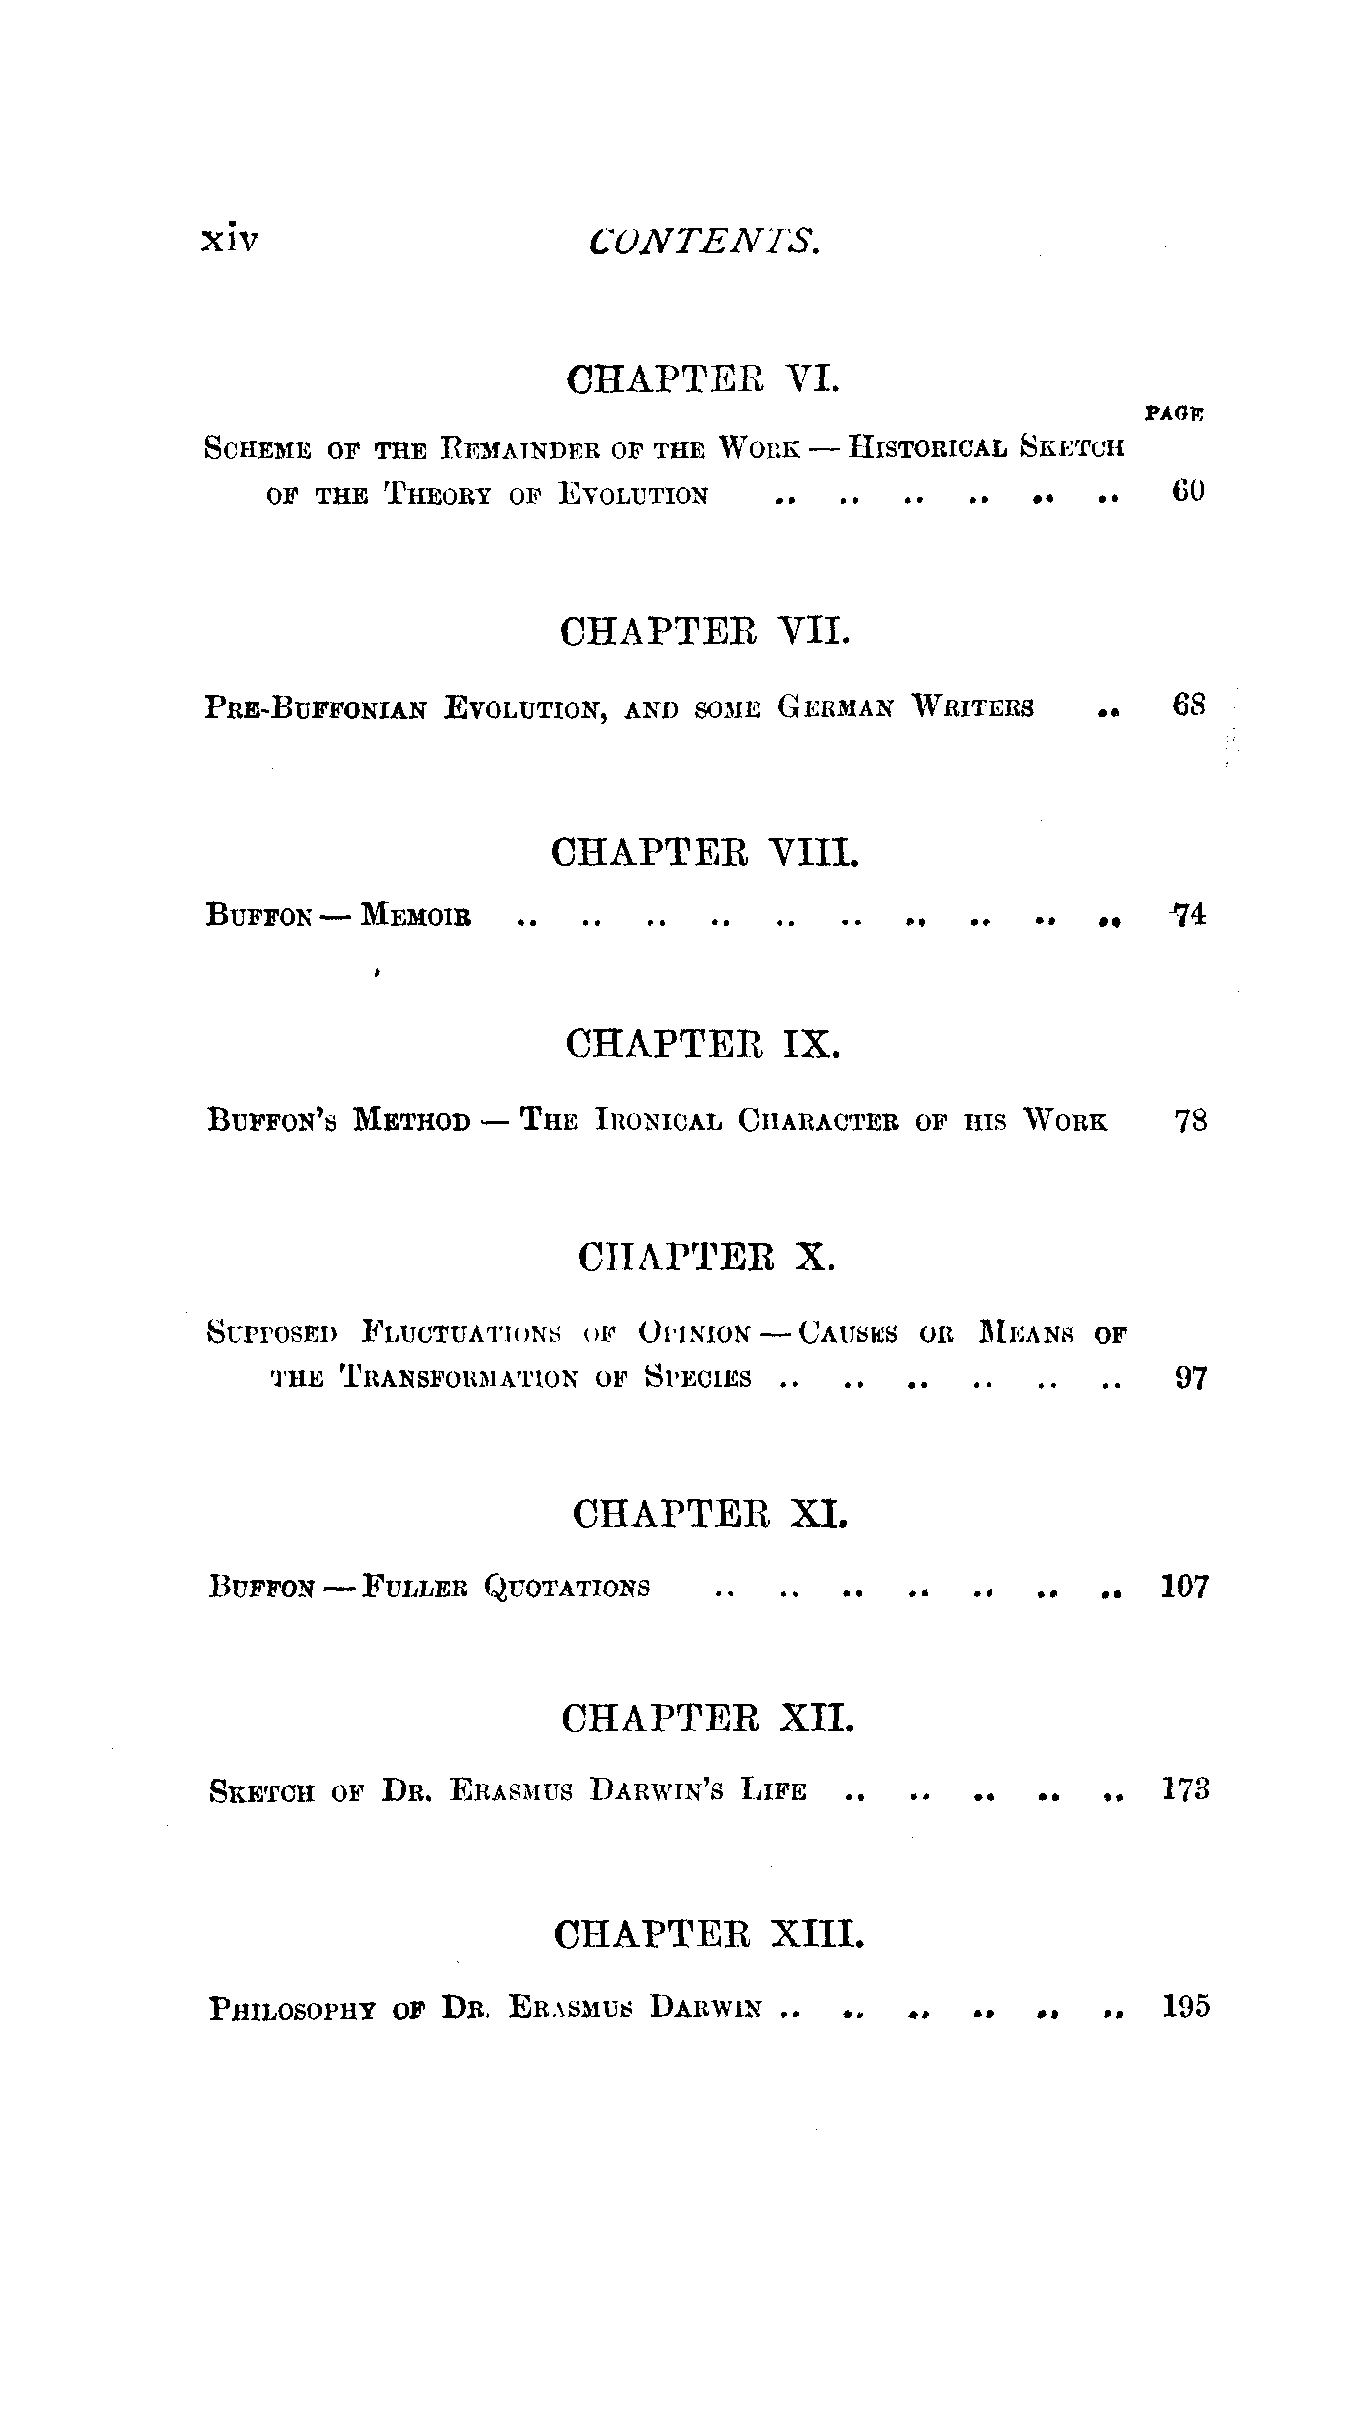 xiv CONTENTS.
CHAPTER VI.
PAGE
Scheme of the Remainder of the Work — Historical Sketch
of the Theory of Evolution .. .. .. .. .. .. 60
CHAPTER VII.
Pre-Buffonian Evolution, and some German Writers .. 68
CHAPTER VIII.
Buffon — Memoir .. .. .. .. .. .. .. .. .. .. 74
CHAPTER IX.
Buffon's Method — The Ironical Character of his Work 78
CHAPTER X.
Supposed Fluctuations of Opinion — Causes or Means of
the Transformation of Species .. .. .. .. .. .. 97
CHAPTER XI.
Buffon — Fuller Quotations .. .. .. .. .. .. .. 107
CHAPTER XII.
Sketch of Dr. Erasmus Darwin's Life .. .. .. .. .. 173
CHAPTER XIII.
Philosophy of Dr. Erasmus Darwin .. .. .. .. .. .. 195